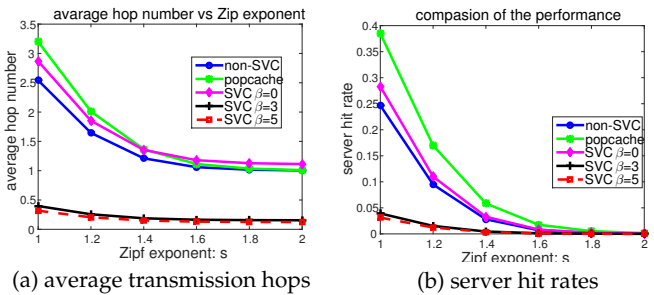 avarage hop number vs Zip exponent
3.5
3
2.5
2
1.5
1
0.5
0
average hop number
non-SVC
popcache
SVC β=0
SVC β=3
SVC β=5
1 1.2 1.4 1.6 1.8 2
Zipf exponent: s
(a) average transmission hops
compasion of the performance
0.4
0.35
0.3
0.25
0.2
0.15
0.1
0.05
0
server hit rate
non-SVC
popcache
SVC β=0
SVC β=3
SVC β=5
1 1.2 1.4 1.6 1.8 2
Zipf exponent: s
(b) server hit rates